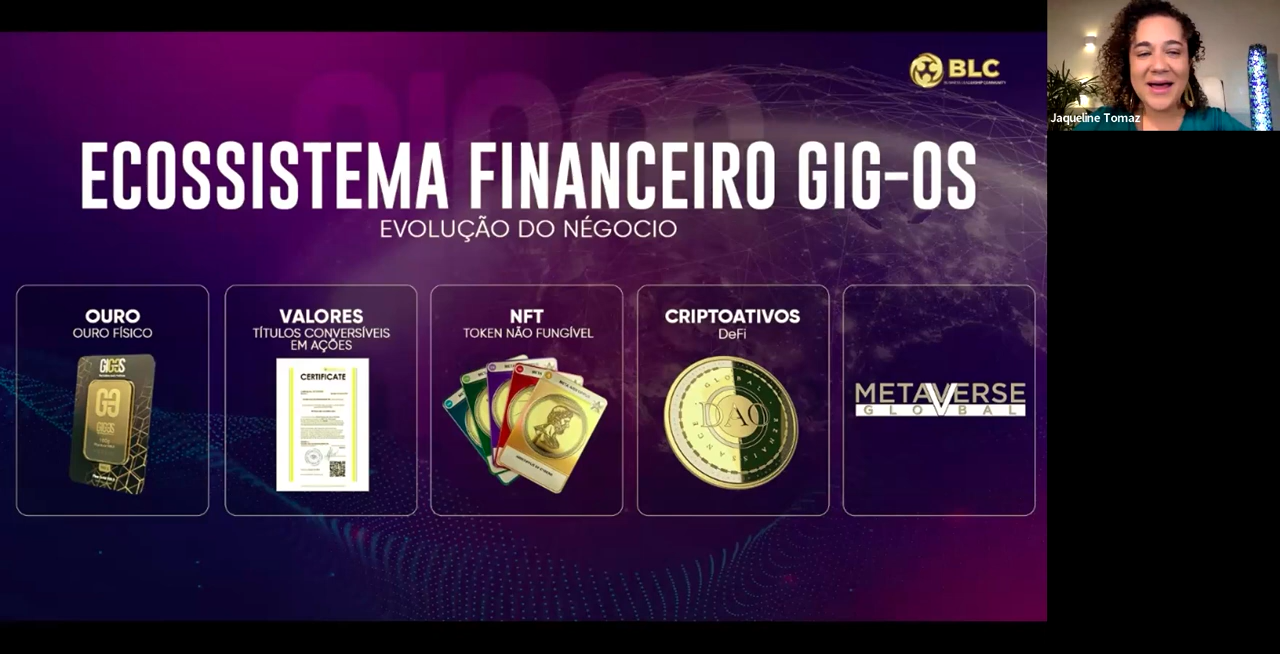 BLC
ECOSSISTEMA FINANCEIRO GIG-OS
EVOLUÇÃO DO NÉGOCIO
OURO
OURO FÍSICO
VALORES
TÍTULOS CONVERSÍVEIS
EM AÇÕES
CERTIFICATE
NFT
TOKEN NÃO FUNGÍVEL
CRIPTOATIVOS
DeFi
DAO
METAVERSE
GLOBAL
Jaqueline Tomaz